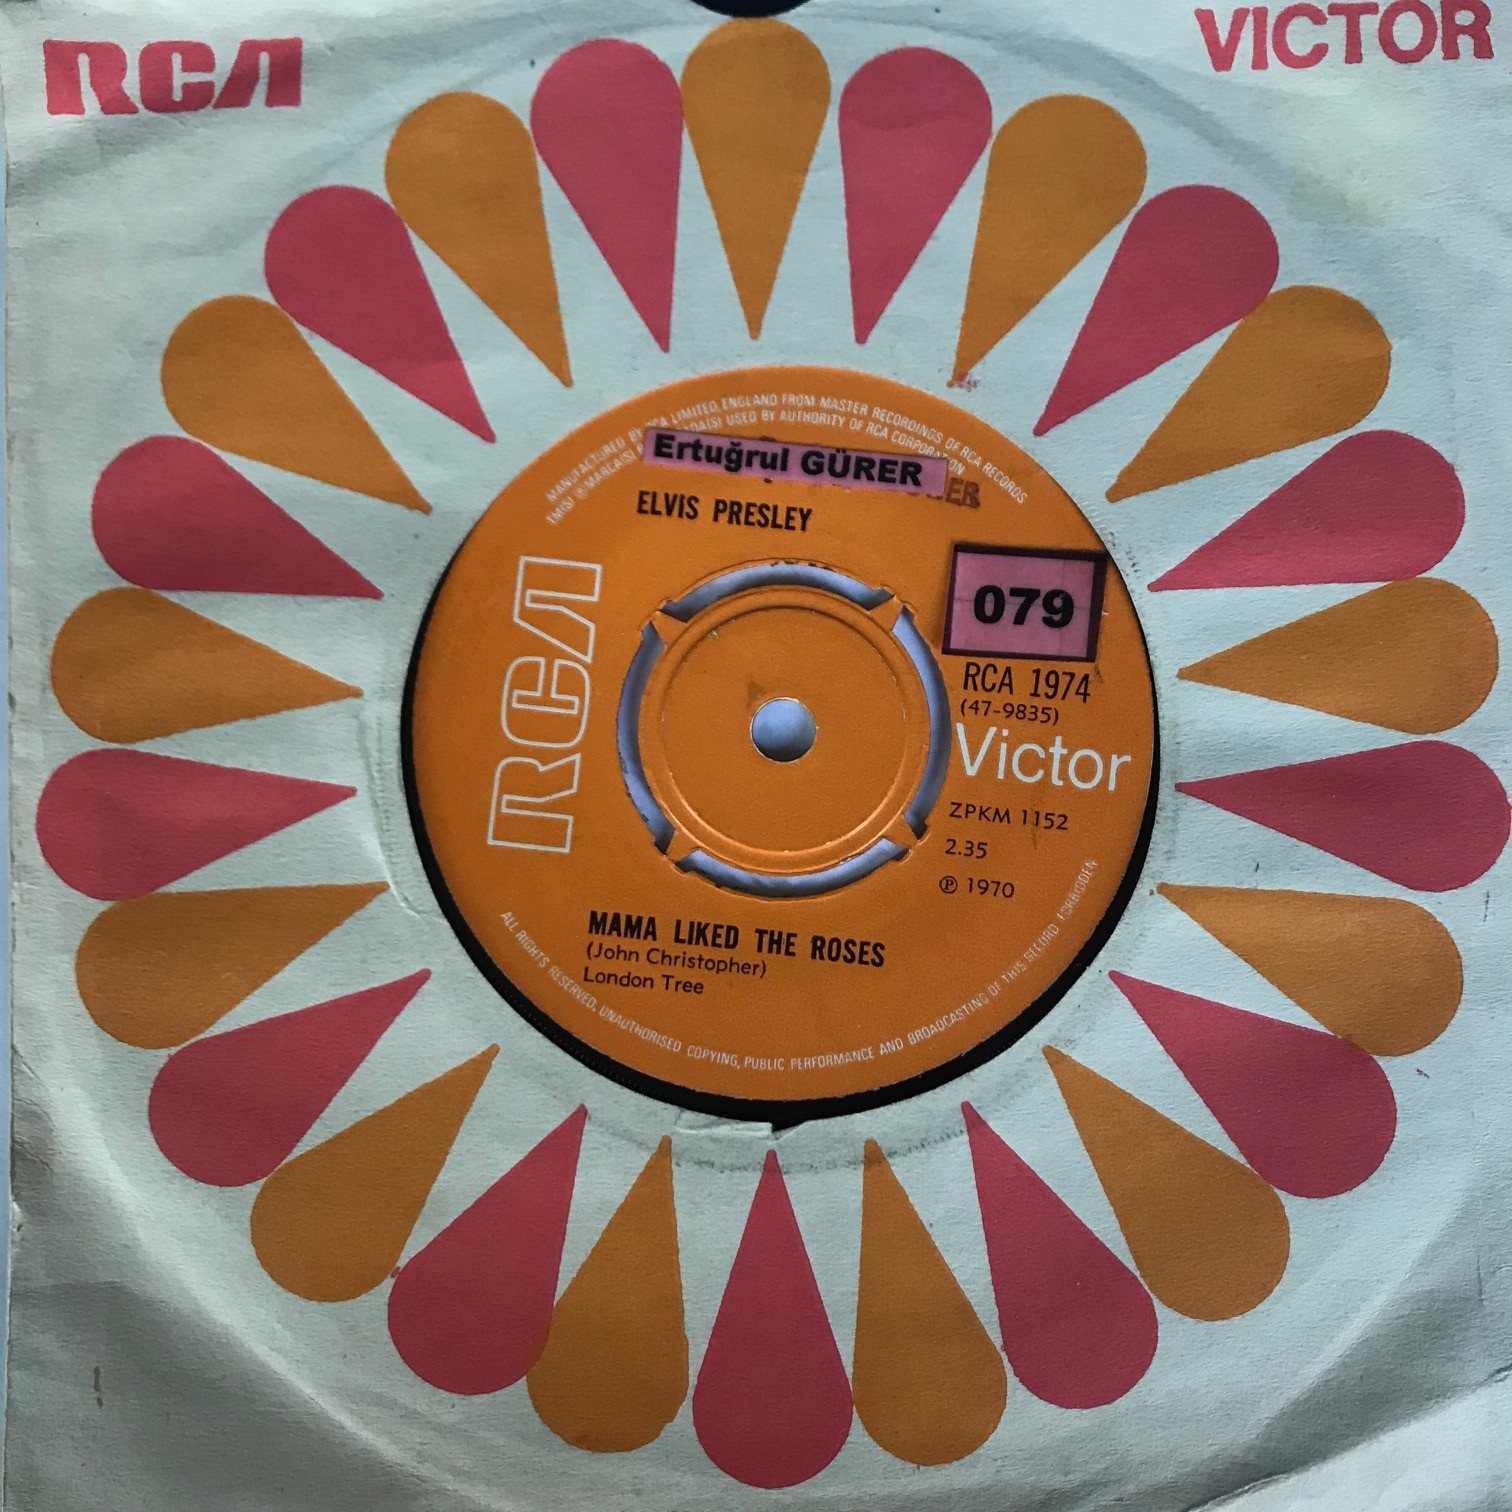 RCA
VICTOR
MANUFACTURED BY RCA LIMITED, ENGLAND FROM MASTER RECORDINGS OF RCA RECORDS
TM(S) ® MARCA(S) USED BY AUTHORITY OF RCA CORPORATION
Ertuğrul GÜRER
ELVIS PRESLEY
079
RCA
RCA 1974
(47-9835)
Victor
ZPKM 1152
2.35
℗ 1970
MAMA LIKED THE ROSES
(John Christopher)
London Tree
ALL RIGHTS RESERVED. UNAUTHORISED COPYING, PUBLIC PERFORMANCE AND BROADCASTING OF THIS RECORD FORBIDDEN